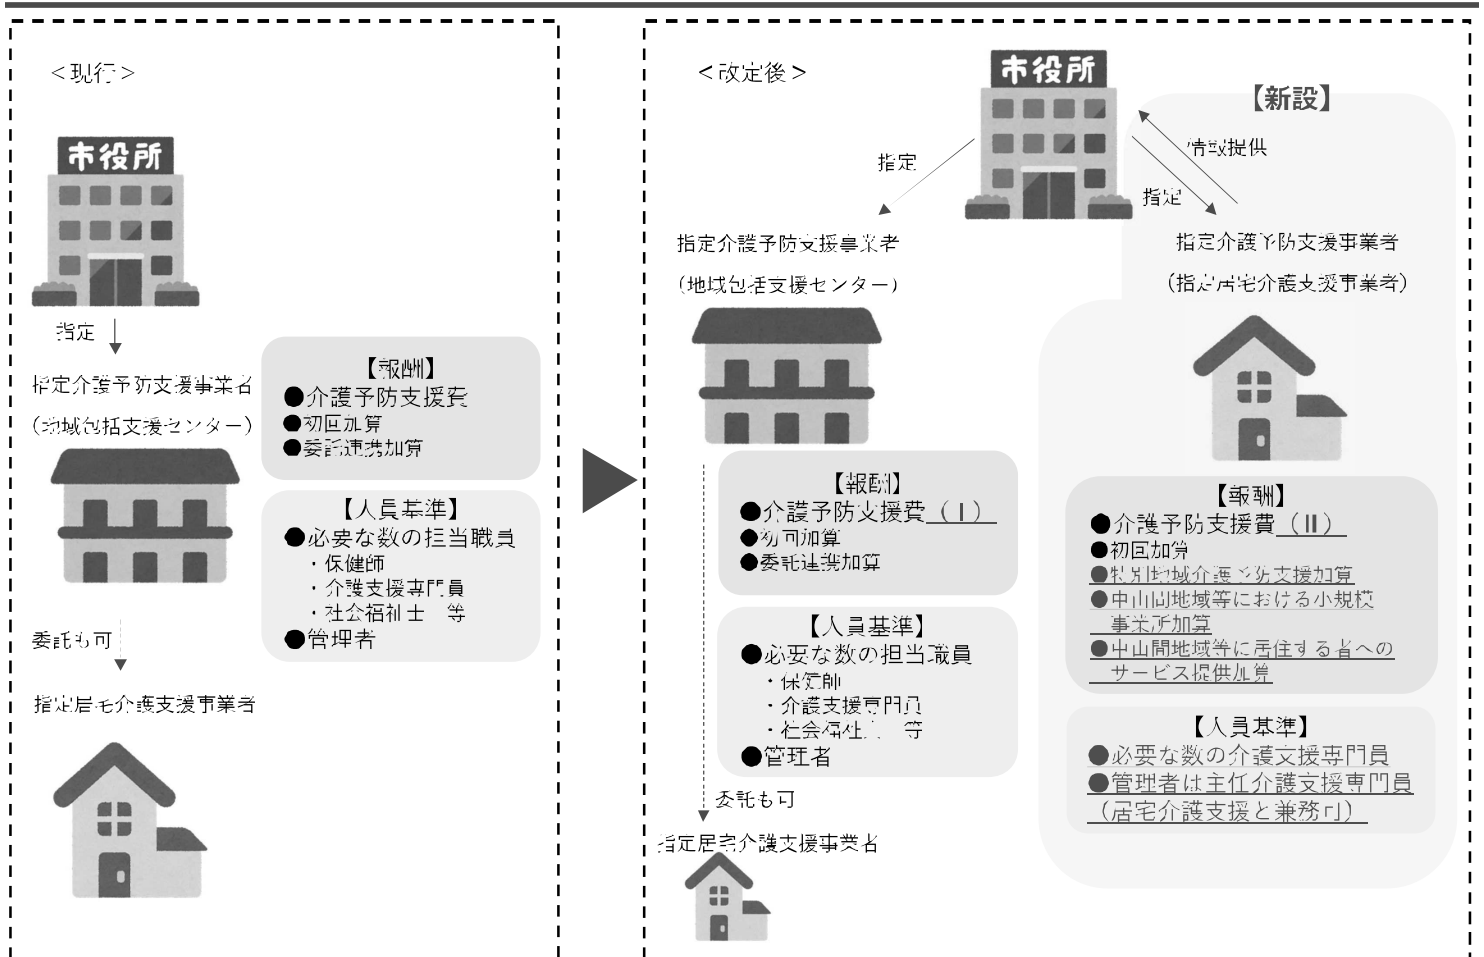 ＜現行＞
市役所
指定
指定介護予防支援事業者
（地域包括支援センター）
【報酬】
●介護予防支援費
●初回加算
●委託連携加算
【人員基準】
●必要な数の担当職員
・保健師
・介護支援専門員
・社会福祉士　等
●管理者
委託も可
指定居宅介護支援事業者
＜改定後＞
市役所
指定
指定介護予防支援事業者
（地域包括支援センター）
【報酬】
●介護予防支援費（Ⅰ）
●初回加算
●委託連携加算
【人員基準】
●必要な数の担当職員
・保健師
・介護支援専門員
・社会福祉士　等
●管理者
委託も可
指定居宅介護支援事業者
【新設】
情報提供
指定
指定介護予防支援事業者
（指定居宅介護支援事業者）
【報酬】
●介護予防支援費（Ⅱ）
●初回加算
●特別地域介護予防支援加算
●中山間地域等における小規模
事業所加算
●中山間地域等に居住する者への
サービス提供加算
【人員基準】
●必要な数の介護支援専門員
●管理者は主任介護支援専門員
（居宅介護支援と兼務可）